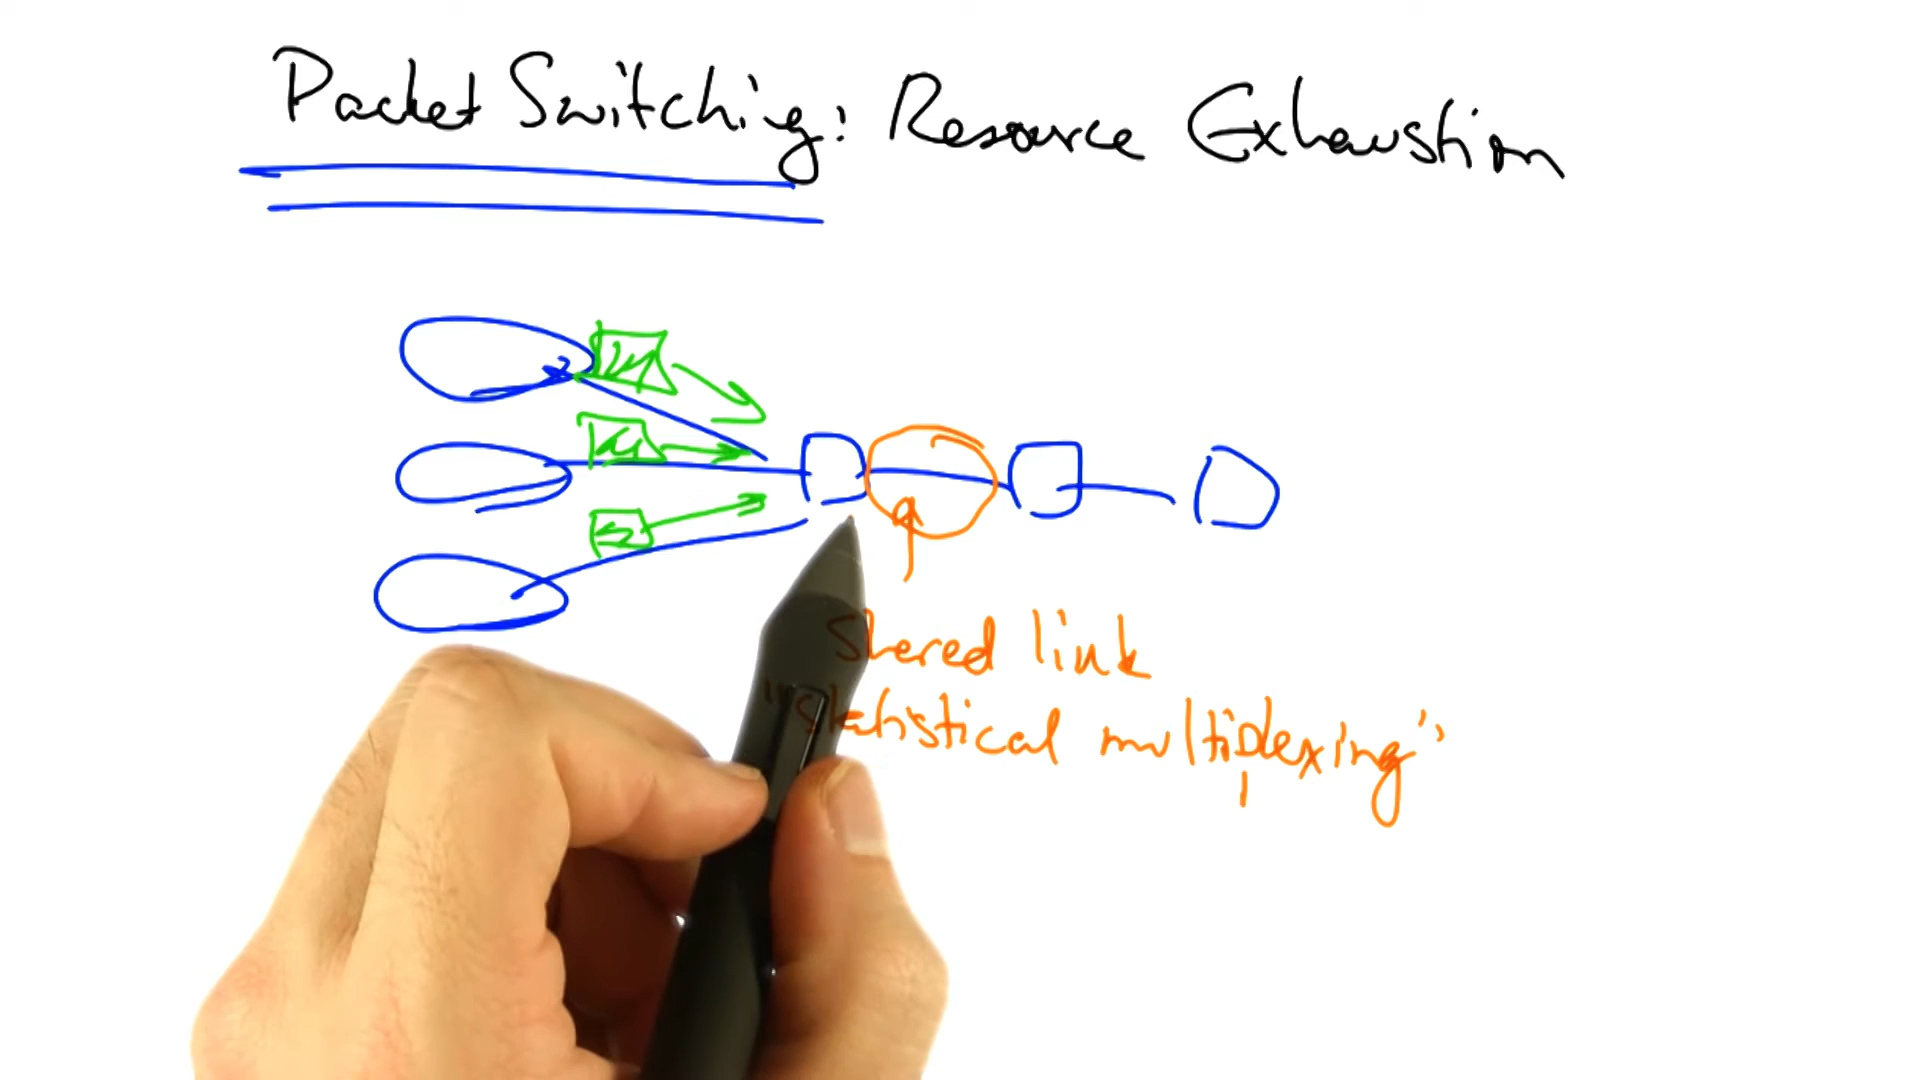 Packet Switching: Resource Exhaustion
Shared link
"Statistical multiplexing"